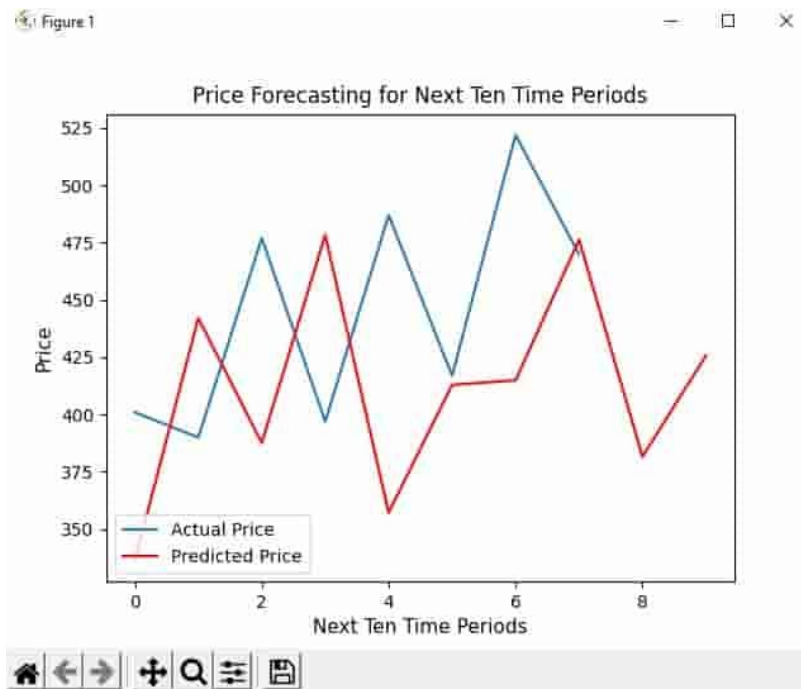 Figure 1
Price Forecasting for Next Ten Time Periods
525
500
475
450
425
400
375
350
Price
Actual Price
Predicted Price
0 2 4 6 8
Next Ten Time Periods